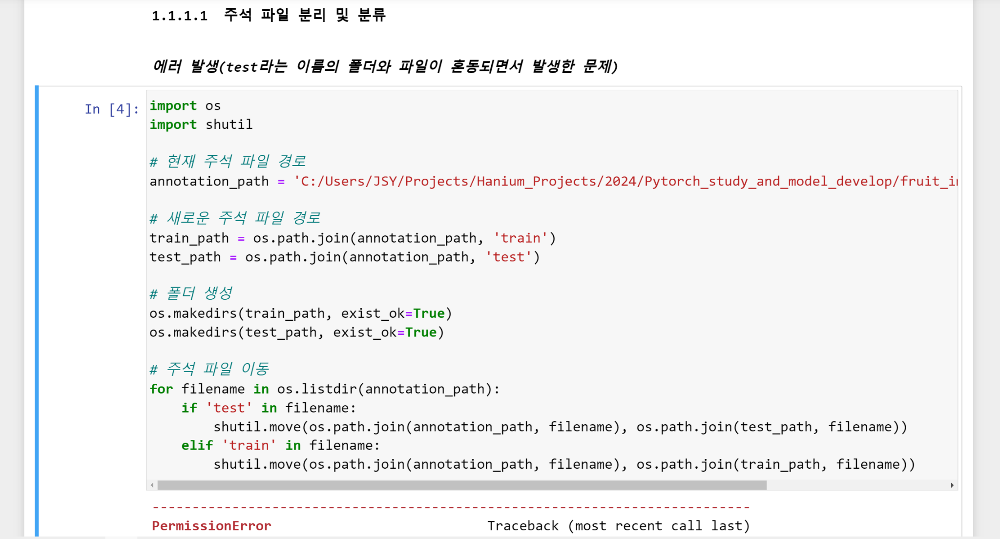 1.1.1.1 주석 파일 분리 및 분류
에러 발생(test라는 이름의 폴더와 파일이 혼동되면서 발생한 문제)
In [4]:
import os
import shutil
# 현재 주석 파일 경로
annotation_path = 'C:/Users/JSY/Projects/Hanium_Projects/2024/Pytorch_study_and_model_develop/fruit_i
# 새로운 주석 파일 경로
train_path = os.path.join(annotation_path, 'train')
test_path = os.path.join(annotation_path, 'test')
# 폴더 생성
os.makedirs(train_path, exist_ok=True)
os.makedirs(test_path, exist_ok=True)
# 주석 파일 이동
for filename in os.listdir(annotation_path):
    if 'test' in filename:
        shutil.move(os.path.join(annotation_path, filename), os.path.join(test_path, filename))
    elif 'train' in filename:
        shutil.move(os.path.join(annotation_path, filename), os.path.join(train_path, filename))
---------------------------------------------------------------------------
PermissionError Traceback (most recent call last)